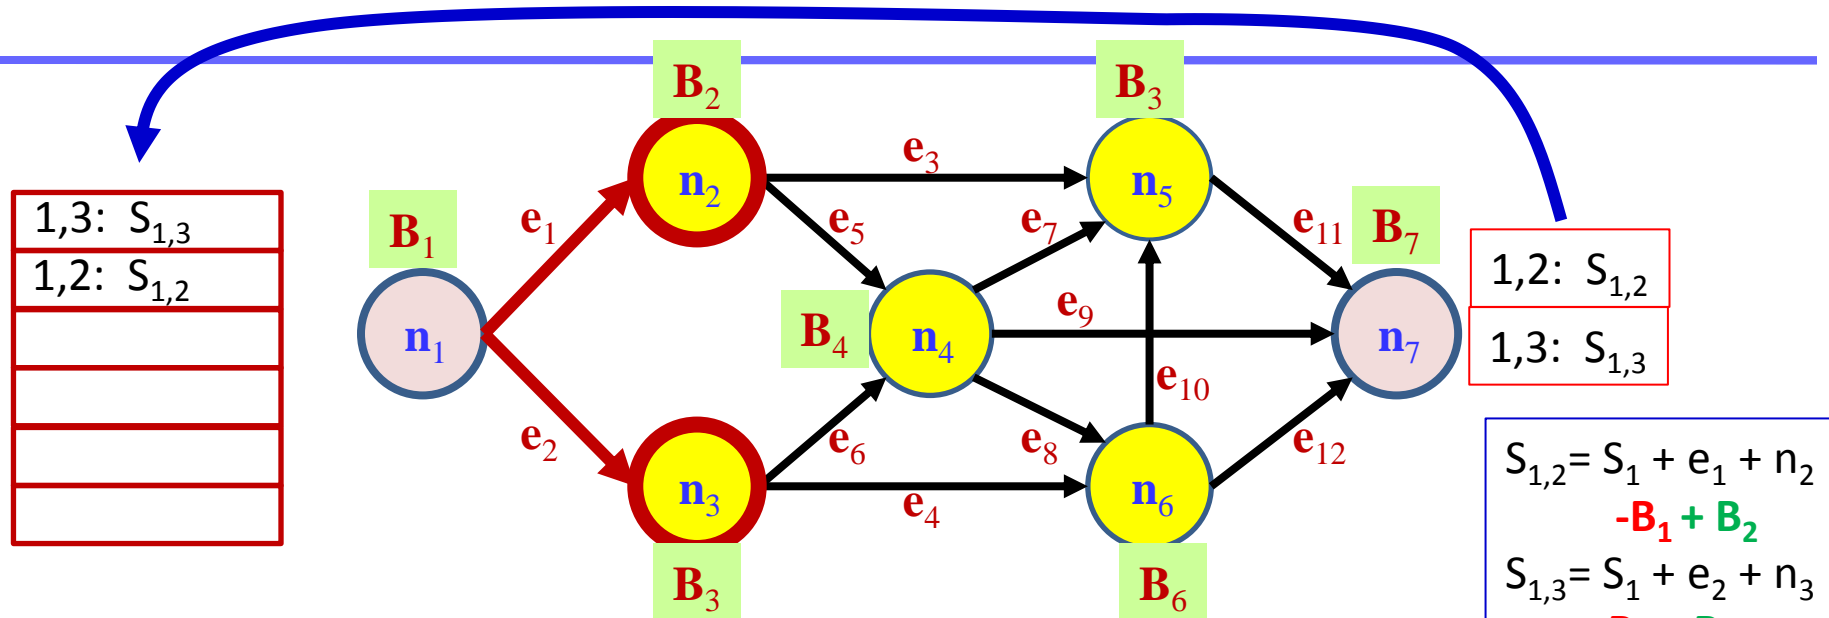 B₂
B₃
e₃
n₂
n₅
1,3: S₁,₃
e₁
e₅
e₇
e₁₁
B₁
B₇
1,2: S₁,₂
1,2: S₁,₂
e₉
B₄
n₁
n₄
n₇
1,3: S₁,₃
e₁₀
e₂
e₆
e₈
e₁₂
S₁,₂= S₁ + e₁ + n₂
n₃
n₆
e₄
-B₁ + B₂
S₁,₃= S₁ + e₂ + n₃
B₃
B₆